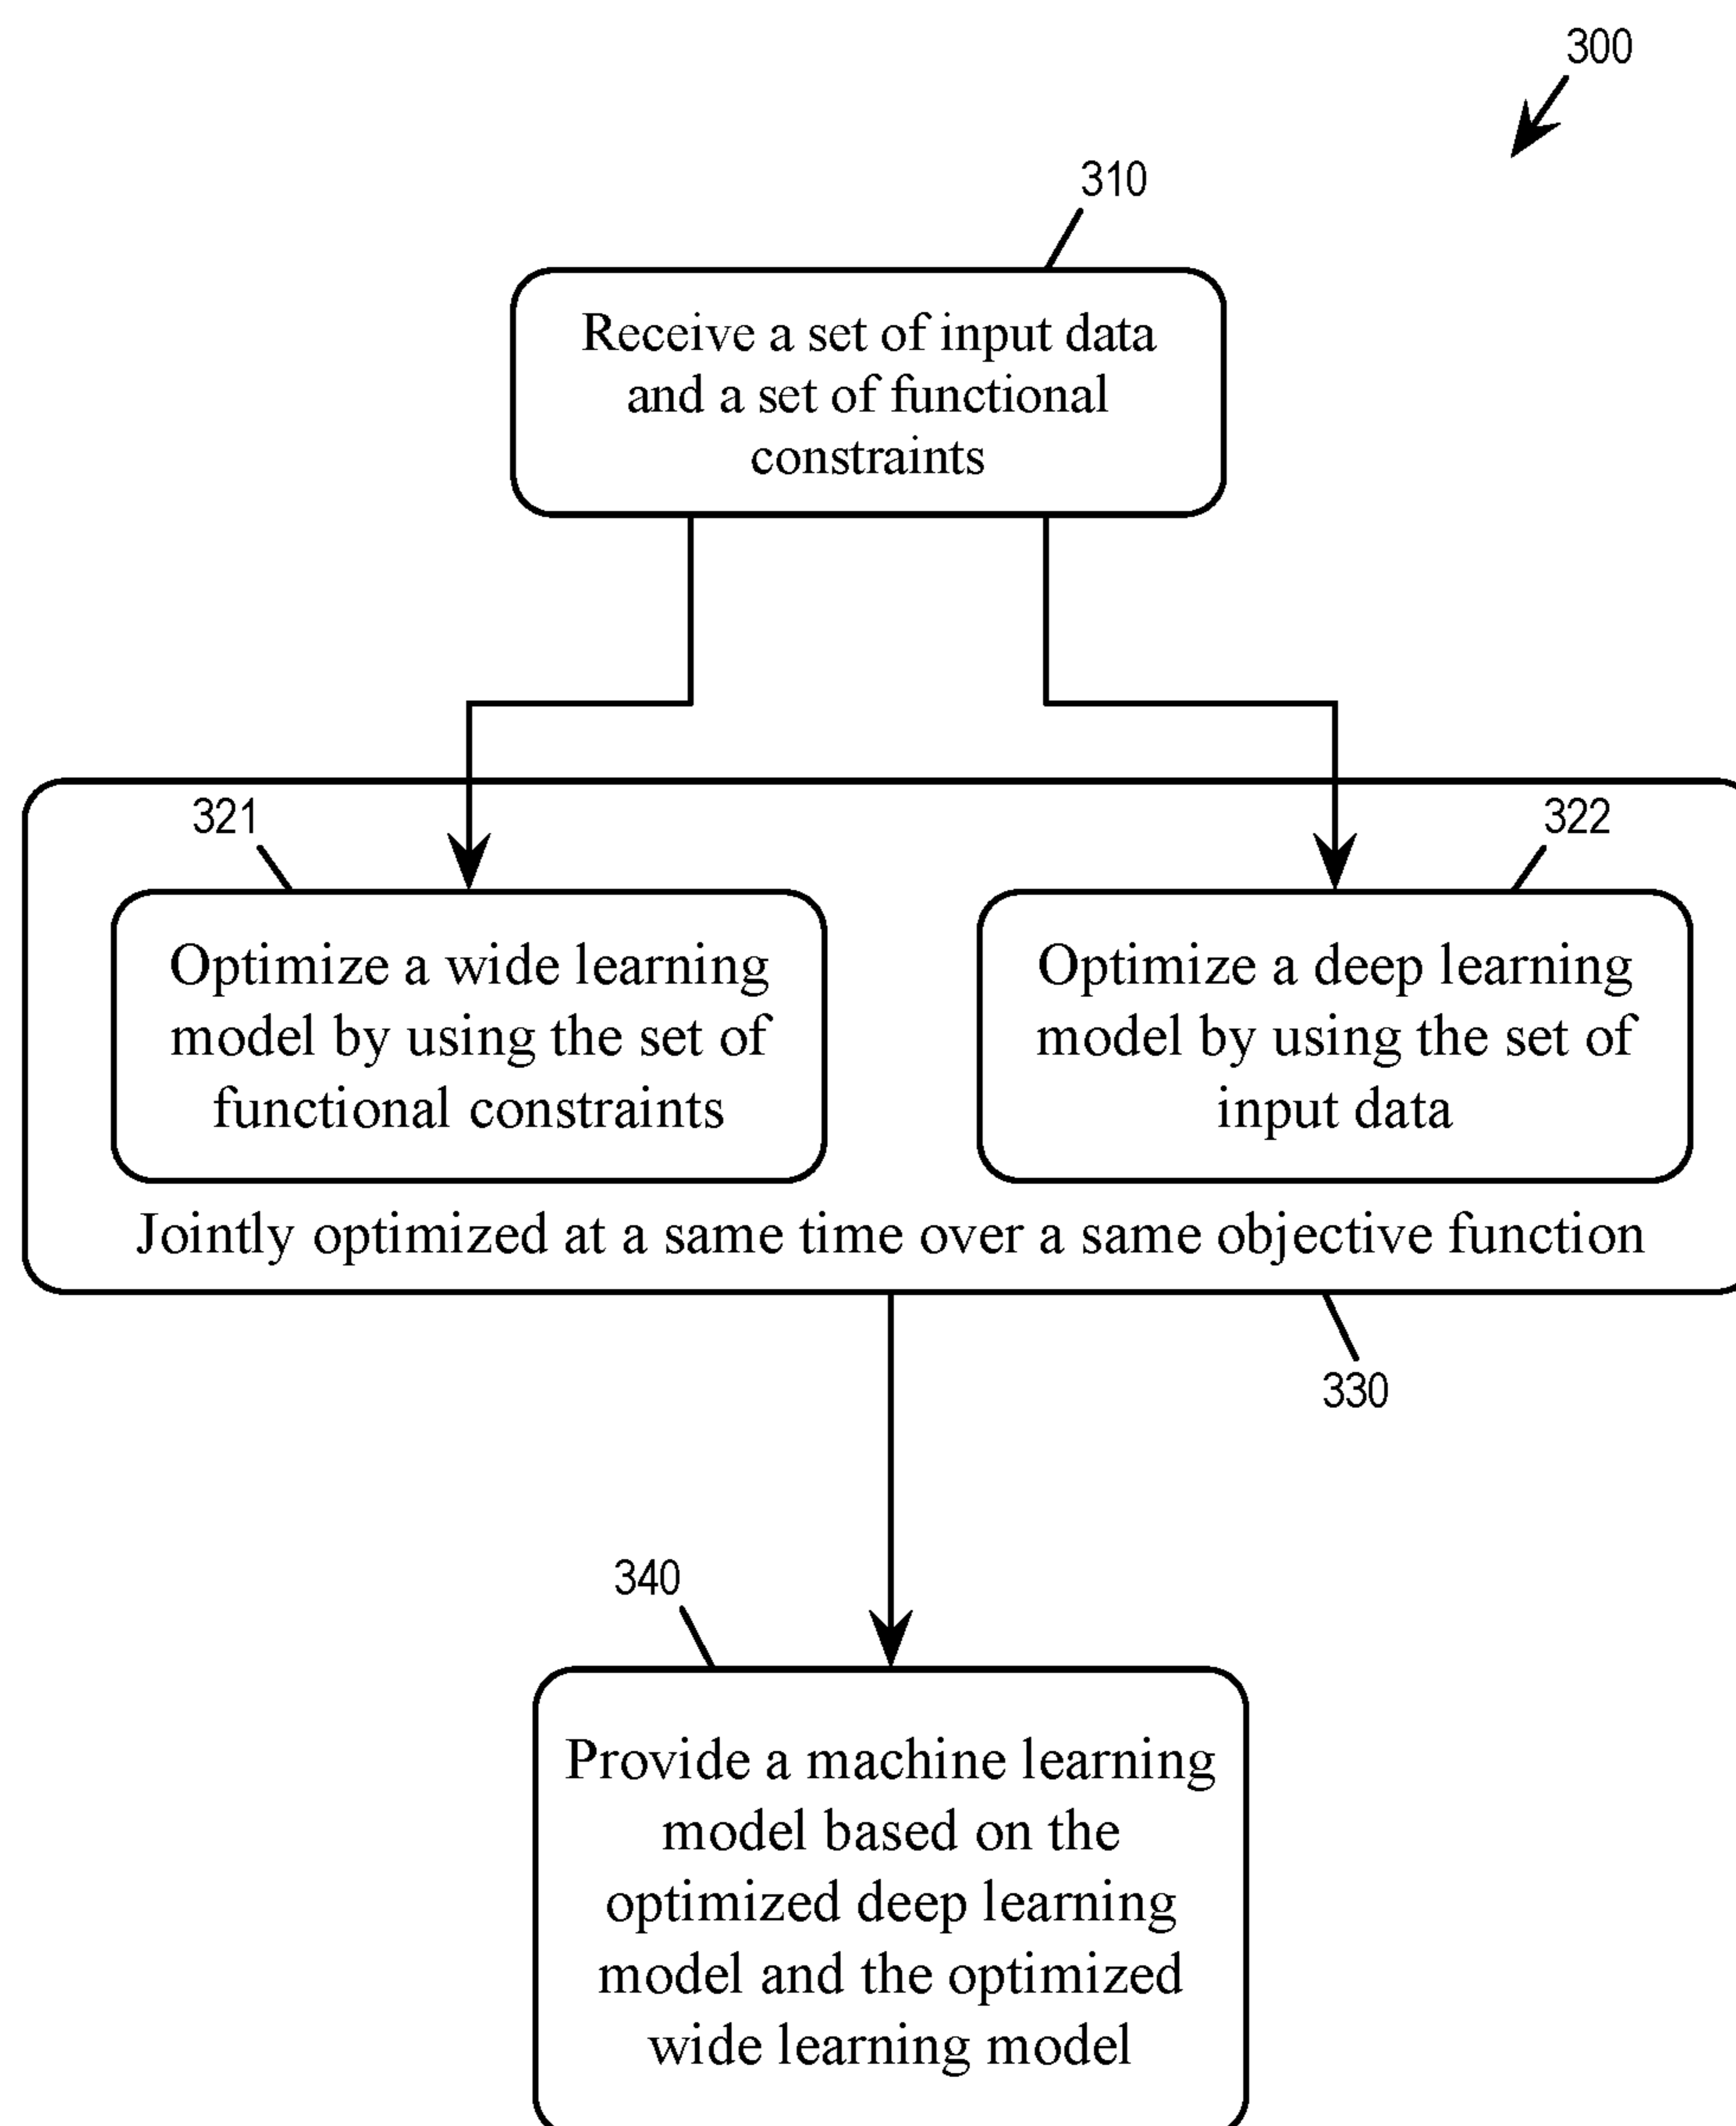 300
310
Receive a set of input data
and a set of functional
constraints
321
322
Optimize a wide learning
model by using the set of
functional constraints
Optimize a deep learning
model by using the set of
input data
Jointly optimized at a same time over a same objective function
330
340
Provide a machine learning
model based on the
optimized deep learning
model and the optimized
wide learning model